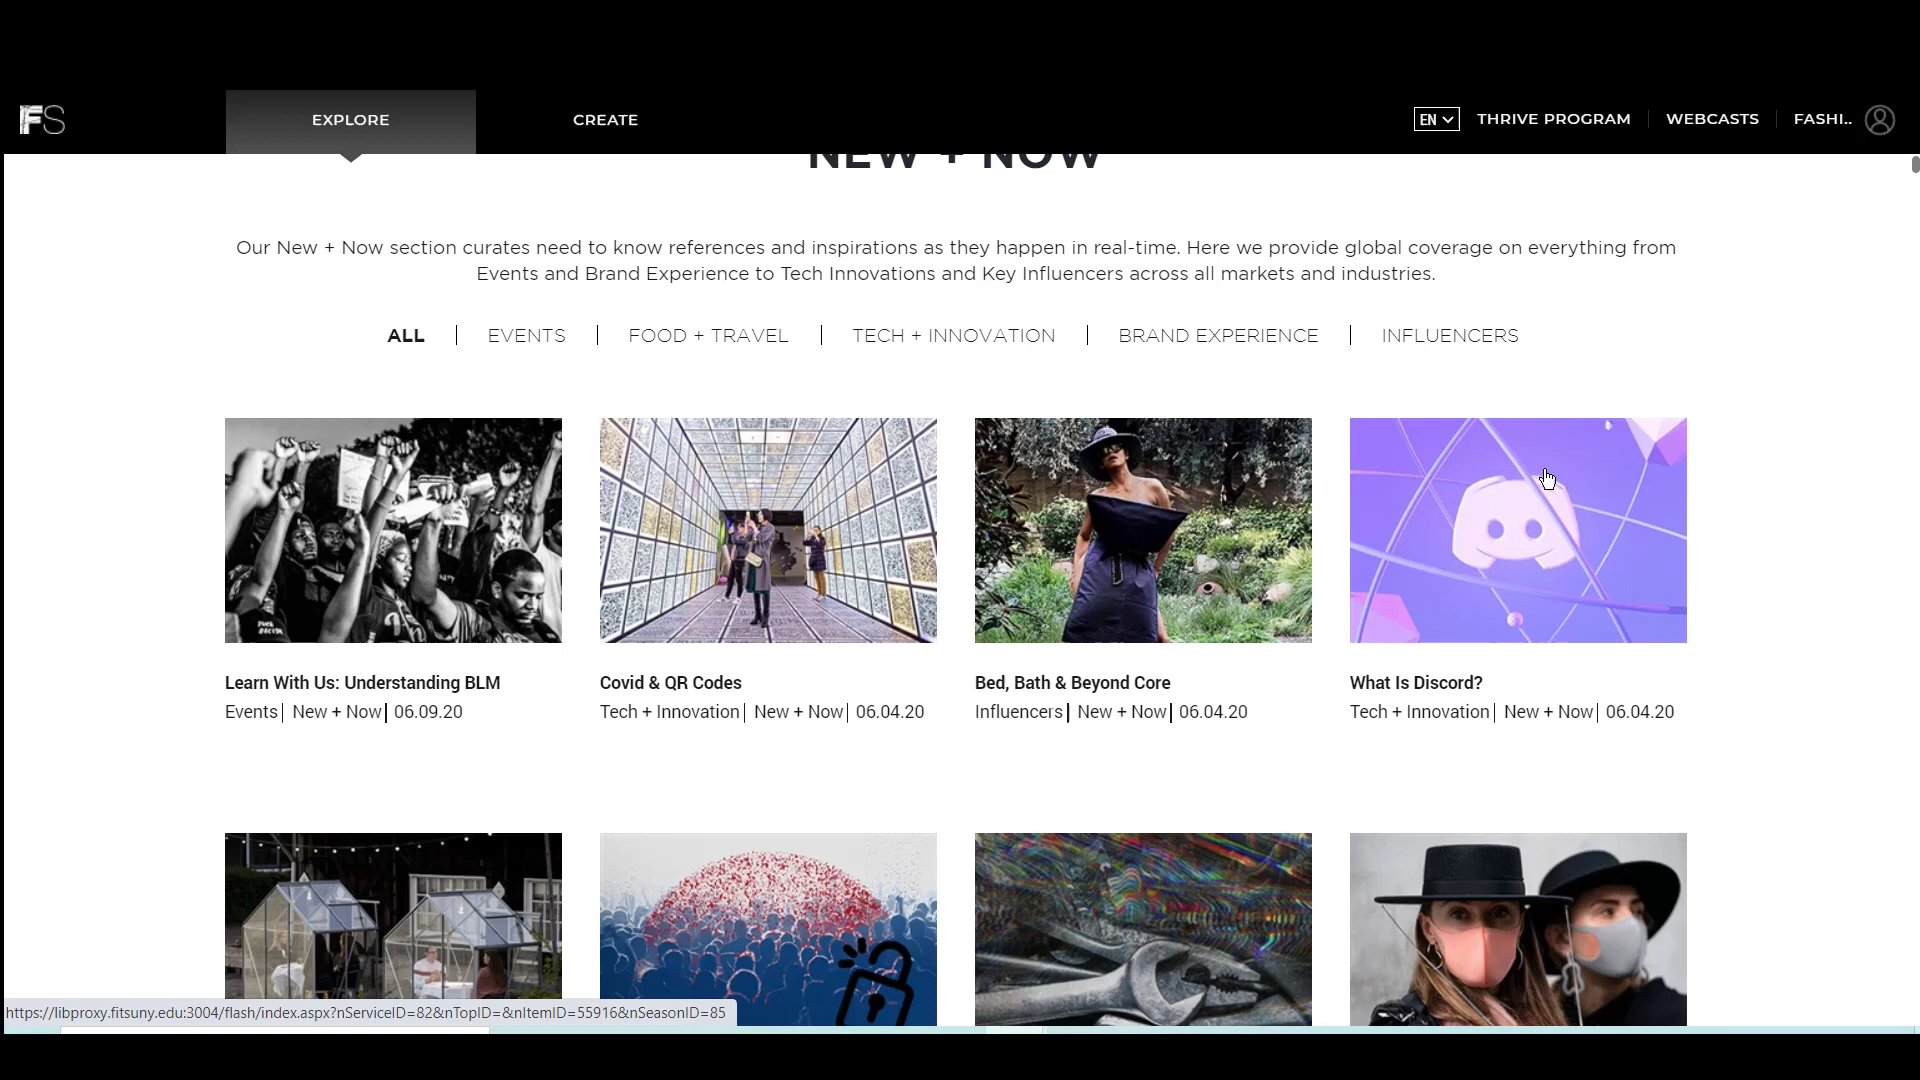 FS
EXPLORE
CREATE
EN
THRIVE PROGRAM
WEBCASTS
FASHI..
NEW + NOW
Our New + Now section curates need to know references and inspirations as they happen in real-time. Here we provide global coverage on everything from
Events and Brand Experience to Tech Innovations and Key Influencers across all markets and industries.
ALL | EVENTS | FOOD + TRAVEL | TECH + INNOVATION | BRAND EXPERIENCE | INFLUENCERS
Learn With Us: Understanding BLM
Events | New + Now | 06.09.20
Covid & QR Codes
Tech + Innovation | New + Now | 06.04.20
Bed, Bath & Beyond Core
Influencers | New + Now | 06.04.20
What Is Discord?
Tech + Innovation | New + Now | 06.04.20
https://libproxy.fitsuny.edu:3004/flash/index.aspx?nServiceID=82&nTopID=&nItemID=55916&nSeasonID=85